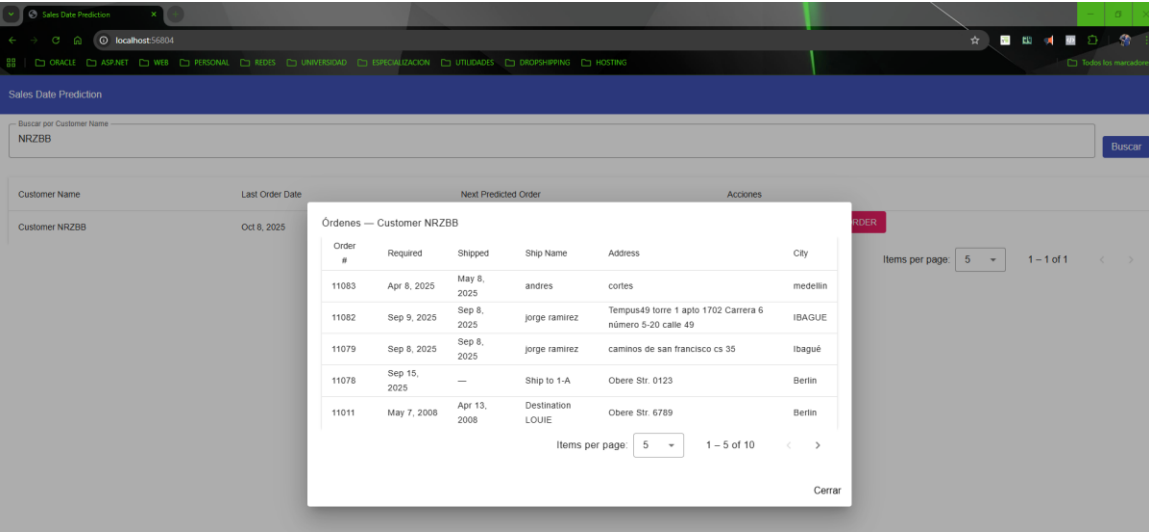 Sales Date Prediction
localhost:56804
ORACLE ASP.NET WEB PERSONAL REDES UNIVERSIDAD ESPECIALIZACION UTILIDADES DROPSHIPPING HOSTING Todos los marcadores
Sales Date Prediction
Buscar por Customer Name
NRZBB
Buscar
Customer Name Last Order Date Next Predicted Order Acciones
Customer NRZBB Oct 8, 2025 RDER
Items per page: 5 1 – 1 of 1
Órdenes — Customer NRZBB
Order
# Required Shipped Ship Name Address City
11083 Apr 8, 2025 May 8,
2025 andres cortes medellin
11082 Sep 9, 2025 Sep 8,
2025 jorge ramirez Tempus49 torre 1 apto 1702 Carrera 6
número 5-20 calle 49 IBAGUE
11079 Sep 8, 2025 Sep 8,
2025 jorge ramirez caminos de san francisco cs 35 Ibagué
11078 Sep 15,
2025 — Ship to 1-A Obere Str. 0123 Berlin
11011 May 7, 2008 Apr 13,
2008 Destination
LOUIE Obere Str. 6789 Berlin
Items per page: 5 1 – 5 of 10
Cerrar